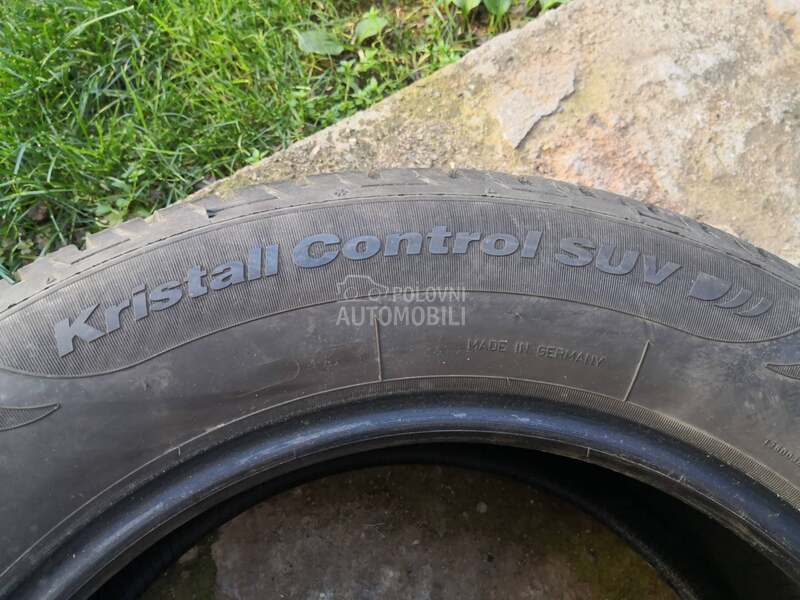 Kristall Control SUV
POLOVNI
AUTOMOBILI
MADE IN GERMANY